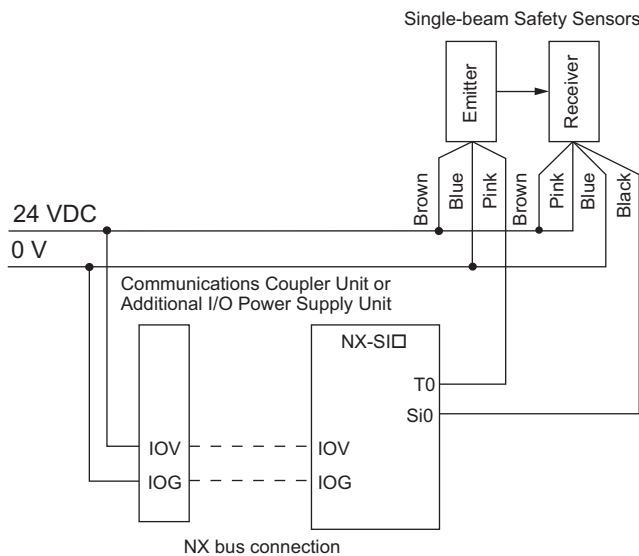 Single-beam Safety Sensors
Emitter
Receiver
Brown
Blue
Pink
Brown
Pink
Blue
Black
24 VDC
0 V
Communications Coupler Unit or
Additional I/O Power Supply Unit
NX-SI□
T0
Si0
IOV
IOV
IOG
IOG
NX bus connection